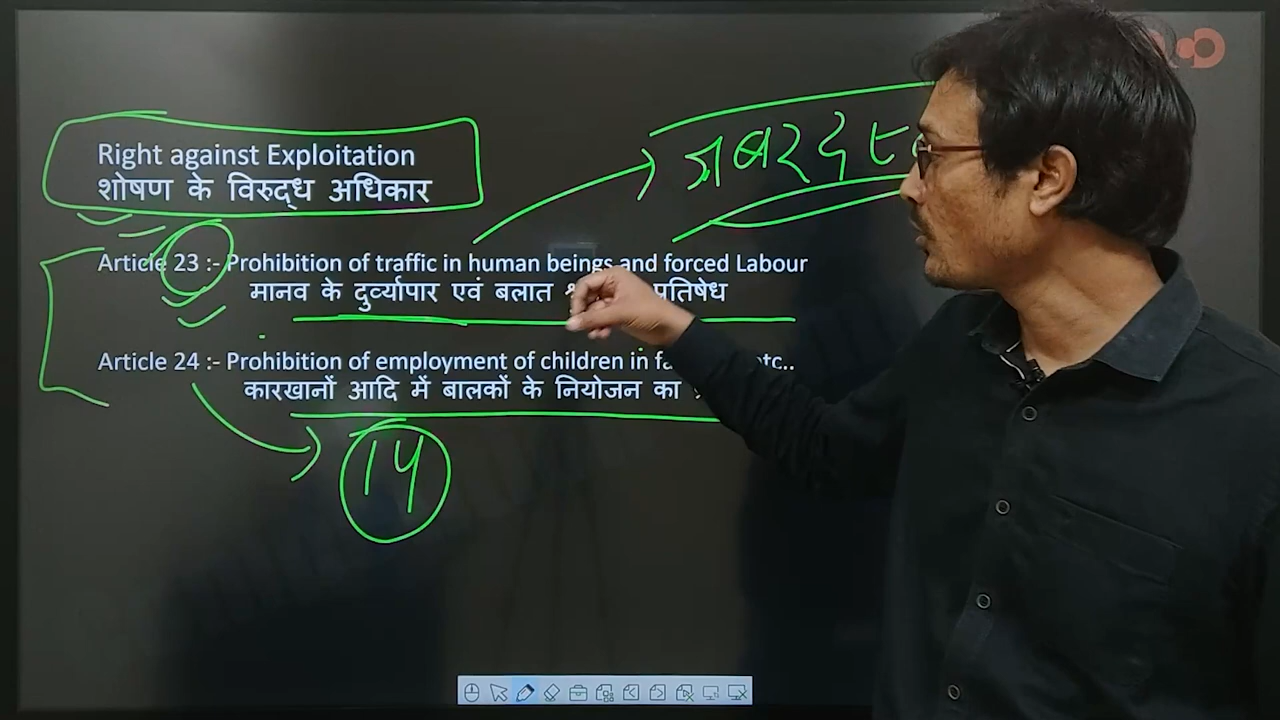 Right against Exploitation
शोषण के विरुद्ध अधिकार
जबरदस्
Article 23 :- Prohibition of traffic in human beings and forced Labour
मानव के दुर्व्यापार एवं बलात प्रतिषेध
Article 24 :- Prohibition of employment of children in
कारखानों आदि में बालकों के नियोजन का
14